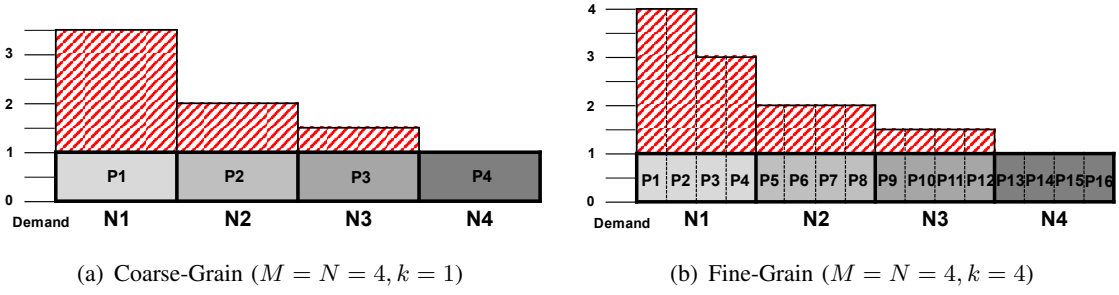 3
2
1
0
P1 P2 P3 P4
Demand N1 N2 N3 N4
(a) Coarse-Grain (M = N = 4, k = 1)
4
3
2
1
0
P1 P2 P3 P4 P5 P6 P7 P8 P9 P10 P11 P12 P13 P14 P15 P16
Demand N1 N2 N3 N4
(b) Fine-Grain (M = N = 4, k = 4)